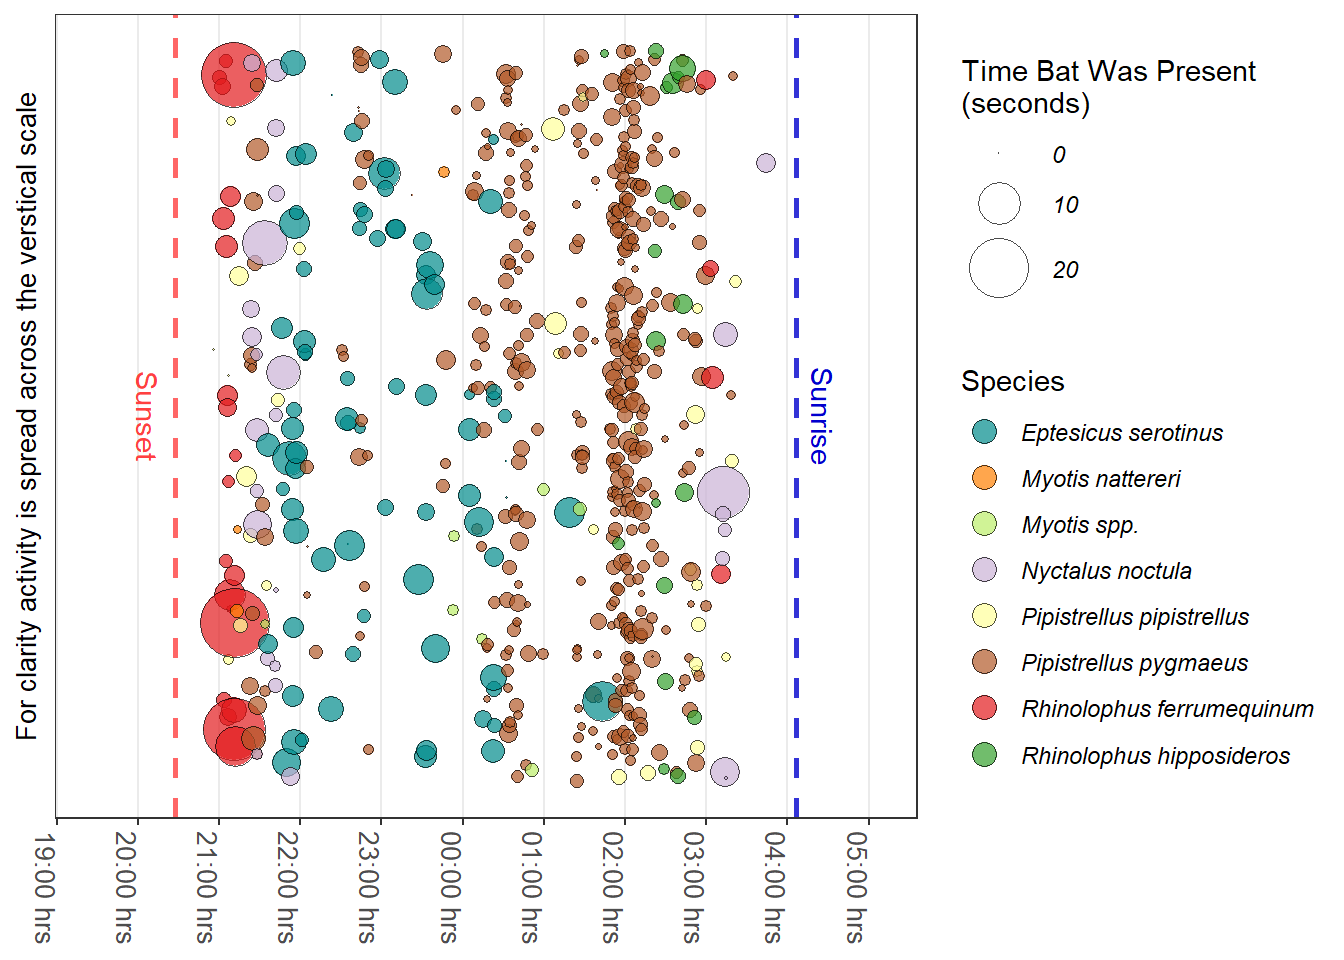 For clarity activity is spread across the verstical scale
Sunset
Sunrise
19:00 hrs
20:00 hrs
21:00 hrs
22:00 hrs
23:00 hrs
00:00 hrs
01:00 hrs
02:00 hrs
03:00 hrs
04:00 hrs
05:00 hrs
Time Bat Was Present
(seconds)
0
10
20
Species
Eptesicus serotinus
Myotis nattereri
Myotis spp.
Nyctalus noctula
Pipistrellus pipistrellus
Pipistrellus pygmaeus
Rhinolophus ferrumequinum
Rhinolophus hipposideros